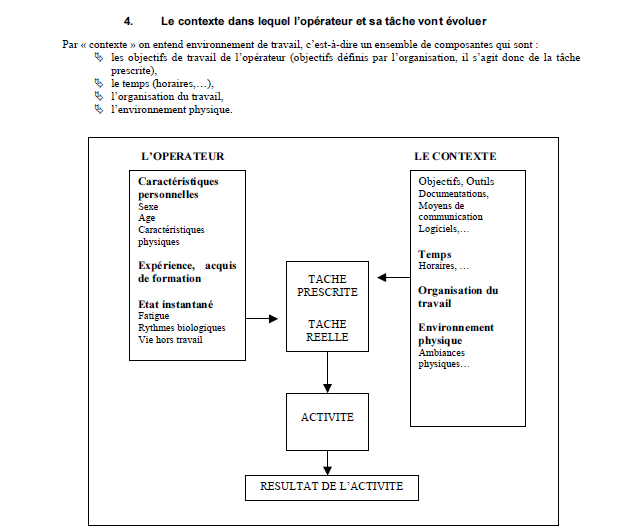 4. Le contexte dans lequel l'opérateur et sa tâche vont évoluer
Par « contexte » on entend environnement de travail, c'est-à-dire un ensemble de composantes qui sont :
les objectifs de travail de l'opérateur (objectifs définis par l'organisation, il s'agit donc de la tâche
prescrite),
le temps (horaires,…),
l'organisation du travail,
l'environnement physique.
L'OPERATEUR
Caractéristiques
personnelles
Sexe
Age
Caractéristiques
physiques
Expérience, acquis
de formation
Etat instantané
Fatigue
Rythmes biologiques
Vie hors travail
LE CONTEXTE
Objectifs, Outils
Documentations,
Moyens de
communication
Logiciels,…
Temps
Horaires, …
Organisation du
travail
Environnement
physique
Ambiances
physiques…
TACHE
PRESCRITE
TACHE
REELLE
ACTIVITE
RESULTAT DE L'ACTIVITE